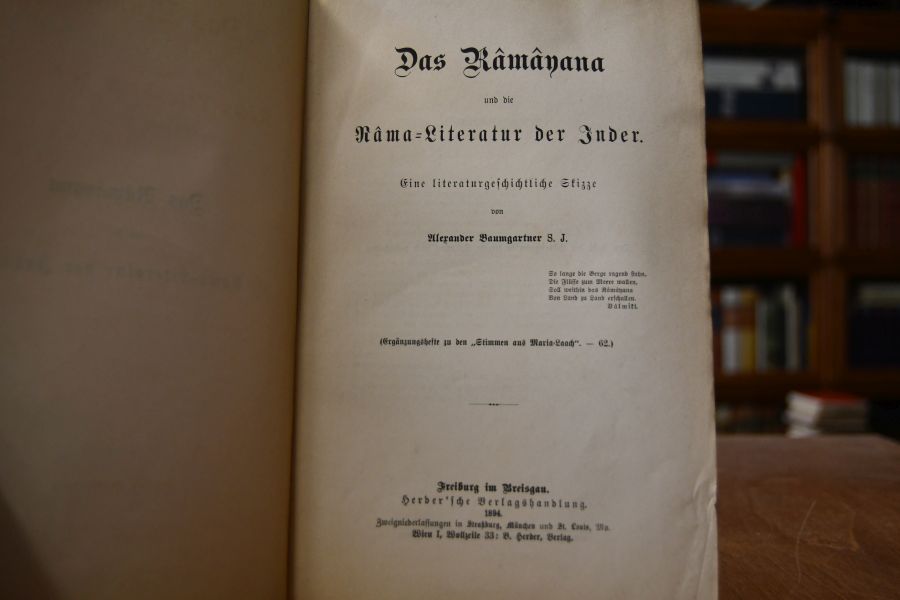 Das Râmâyana
und die
Râma=Literatur der Inder.
Eine literaturgeschichtliche Skizze
von
Alexander Baumgartner S. J.
So lange die Berge ragend stehn,
Die Flüsse zum Meere wallen,
Soll weithin das Râmâyana
Von Land zu Land erschallen.
Vâlmîki.
(Ergänzungshefte zu den „Stimmen aus Maria-Laach“. — 62.)
Freiburg im Breisgau.
Herder'sche Verlagshandlung.
1894.
Zweigniederlassungen in Straßburg, München und St. Louis, Mo.
Wien I, Wollzeile 33: B. Herder, Verlag.